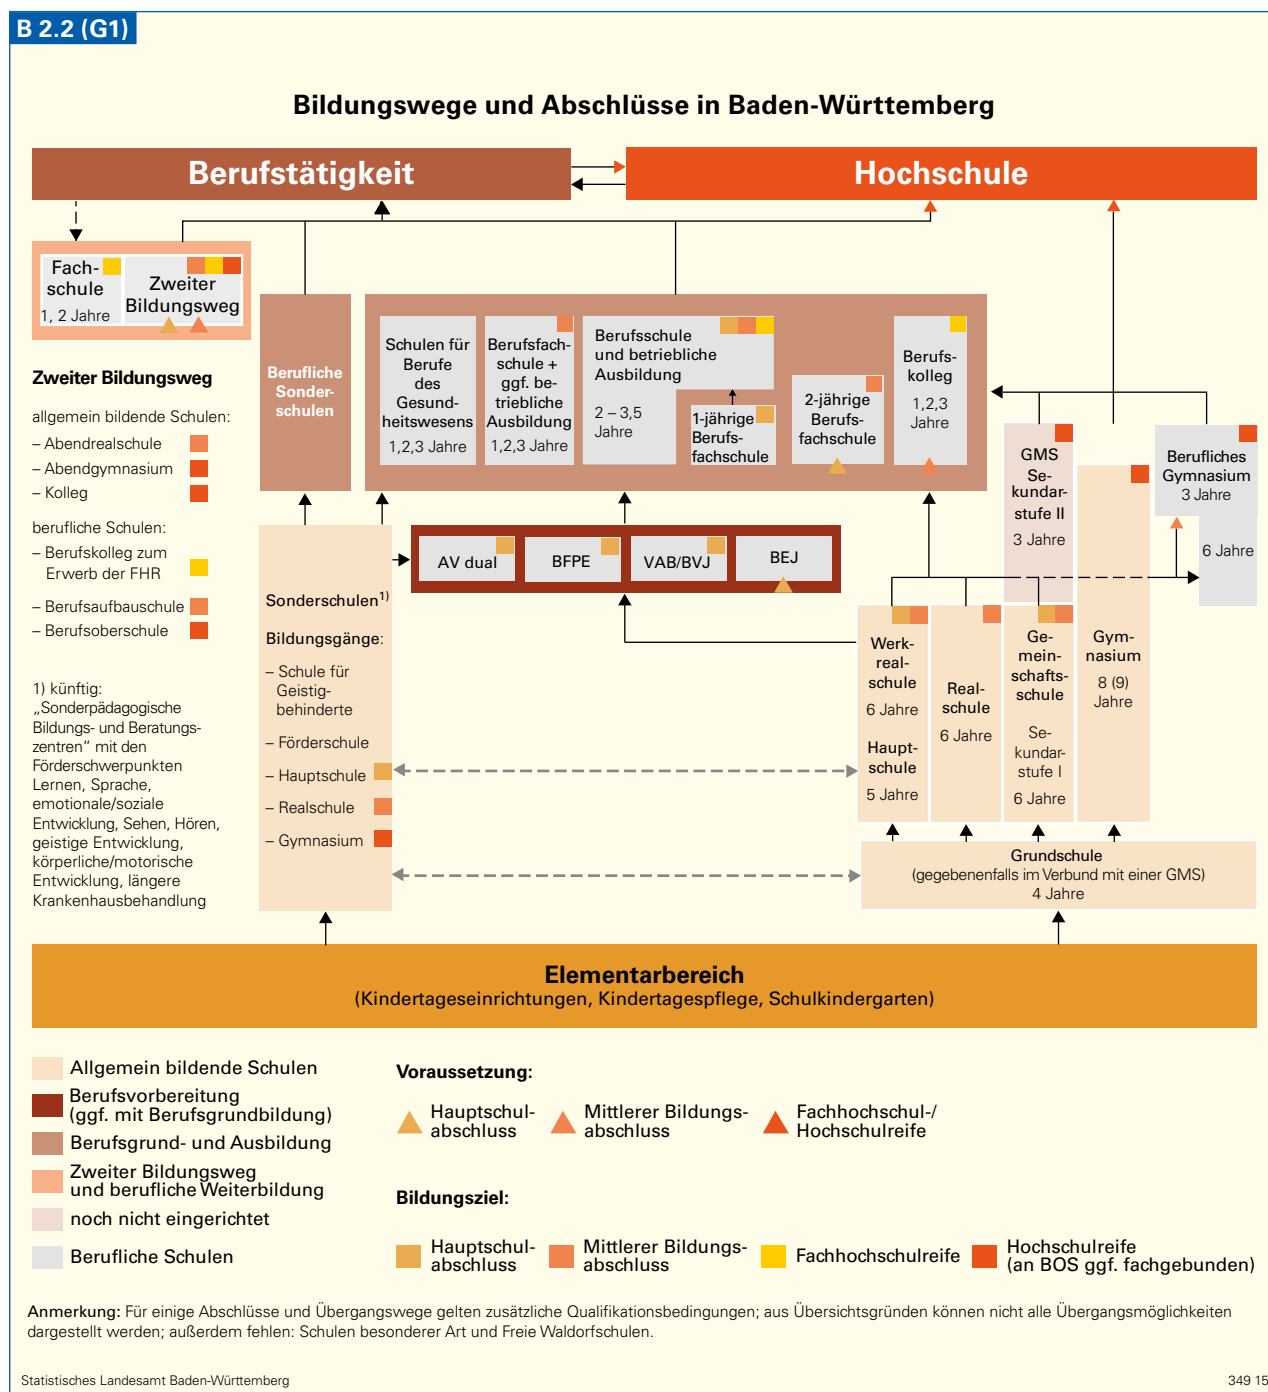 B 2.2 (G1)
Bildungswege und Abschlüsse in Baden-Württemberg
Berufstätigkeit
Hochschule
Fach-
schule
1, 2 Jahre
Zweiter
Bildungsweg
Zweiter Bildungsweg
allgemein bildende Schulen:
– Abendrealschule
– Abendgymnasium
– Kolleg
berufliche Schulen:
– Berufskolleg zum
Erwerb der FHR
– Berufsaufbauschule
– Berufsoberschule
1) künftig:
„Sonderpädagogische
Bildungs- und Beratungs-
zentren“ mit den
Förderschwerpunkten
Lernen, Sprache,
emotionale/soziale
Entwicklung, Sehen, Hören,
geistige Entwicklung,
körperliche/motorische
Entwicklung, längere
Krankenhausbehandlung
Berufliche
Sonder-
schulen
Schulen für
Berufe
des
Gesund-
heitswesens
1,2,3 Jahre
Berufsfach-
schule +
ggf. be-
triebliche
Ausbildung
1,2,3 Jahre
Berufsschule
und betriebliche
Ausbildung
2 – 3,5
Jahre
1-jährige
Berufs-
fachschule
2-jährige
Berufs-
fachschule
Berufs-
kolleg
1,2,3
Jahre
GMS
Se-
kundar-
stufe II
3 Jahre
Berufliches
Gymnasium
3 Jahre
6 Jahre
AV dual
BFPE
VAB/BVJ
BEJ
Sonderschulen1)
Bildungsgänge:
– Schule für
Geistig-
behinderte
– Förderschule
– Hauptschule
– Realschule
– Gymnasium
Werk-
real-
schule
6 Jahre
Haupt-
schule
5 Jahre
Real-
schule
6 Jahre
Ge-
mein-
schafts-
schule
Se-
kundar-
stufe I
6 Jahre
Gym-
nasium
8 (9)
Jahre
Grundschule
(gegebenenfalls im Verbund mit einer GMS)
4 Jahre
Elementarbereich
(Kindertageseinrichtungen, Kindertagespflege, Schulkindergarten)
Allgemein bildende Schulen
Berufsvorbereitung
(ggf. mit Berufsgrundbildung)
Berufsgrund- und Ausbildung
Zweiter Bildungsweg
und berufliche Weiterbildung
noch nicht eingerichtet
Berufliche Schulen
Voraussetzung:
Hauptschul-
abschluss
Mittlerer Bildungs-
abschluss
Fachhochschul-/
Hochschulreife
Bildungsziel:
Hauptschul-
abschluss
Mittlerer Bildungs-
abschluss
Fachhochschulreife
Hochschulreife
(an BOS ggf. fachgebunden)
Anmerkung: Für einige Abschlüsse und Übergangswege gelten zusätzliche Qualifikationsbedingungen; aus Übersichtsgründen können nicht alle Übergangsmöglichkeiten
dargestellt werden; außerdem fehlen: Schulen besonderer Art und Freie Waldorfschulen.
Statistisches Landesamt Baden-Württemberg
349 15